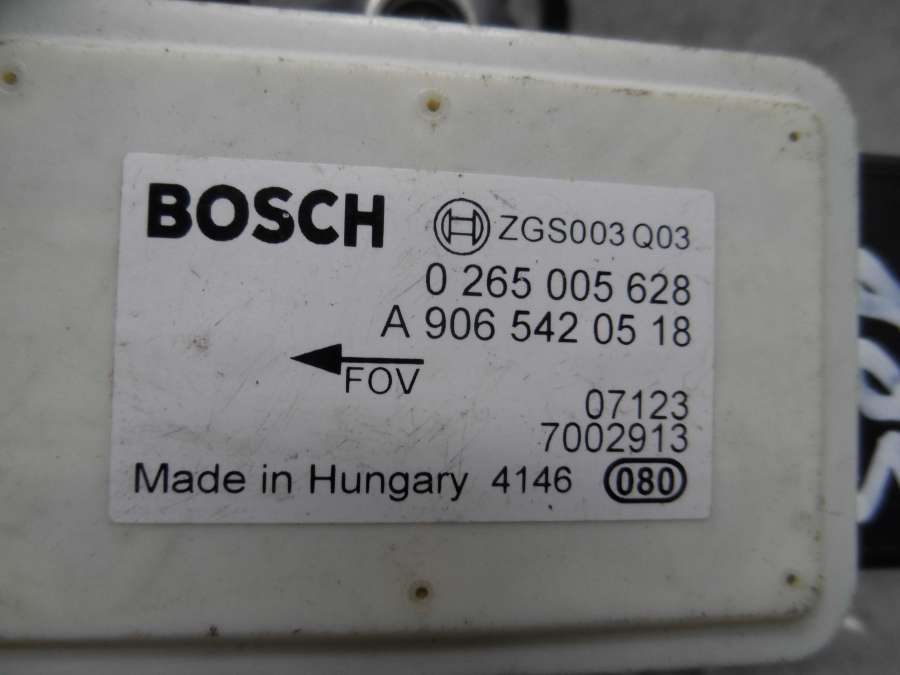 BOSCH ZGS003 Q03
0 265 005 628
A 906 542 05 18
FOV
07123
7002913
Made in Hungary 4146 080